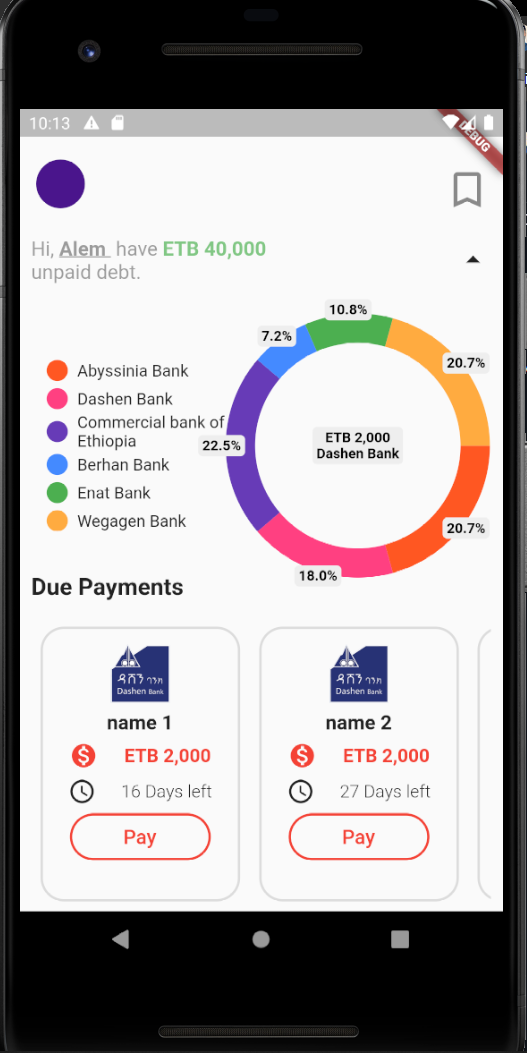 10:13
DEBUG
Hi, Alem have ETB 40,000
unpaid debt.
Abyssinia Bank
Dashen Bank
Commercial bank of
Ethiopia
Berhan Bank
Enat Bank
Wegagen Bank
10.8%
7.2%
20.7%
22.5%
ETB 2,000
Dashen Bank
20.7%
18.0%
Due Payments
ዳሸን ባንክ
Dashen Bank
name 1
$ ETB 2,000
16 Days left
Pay
ዳሸን ባንክ
Dashen Bank
name 2
$ ETB 2,000
27 Days left
Pay